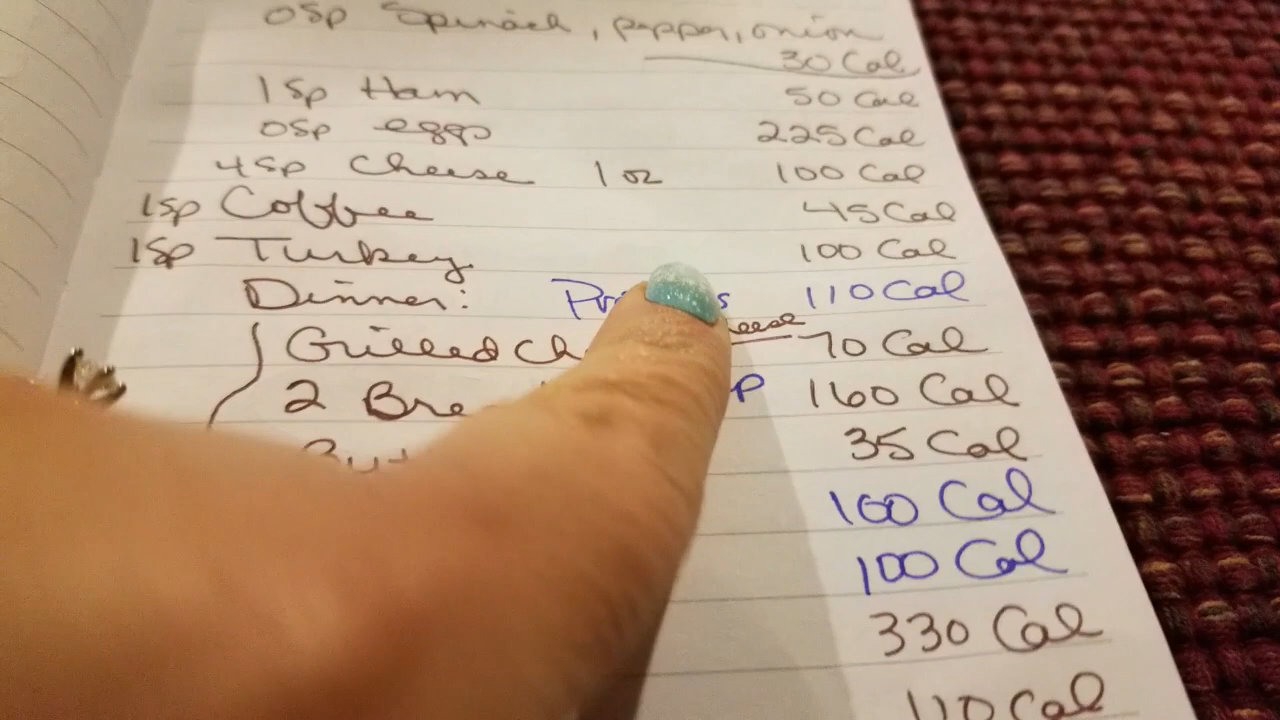 0sp Spinach, pepper, onion
30 Cal
1sp Ham 50 Cal
0sp eggs 225 Cal
4sp Cheese 1 oz 100 Cal
1sp Coffee 45 Cal
1sp Turkey 100 Cal
Dinner: 110 Cal
Grilled 70 Cal
2 160 Cal
35 Cal
100 Cal
100 Cal
330 Cal
110 Cal